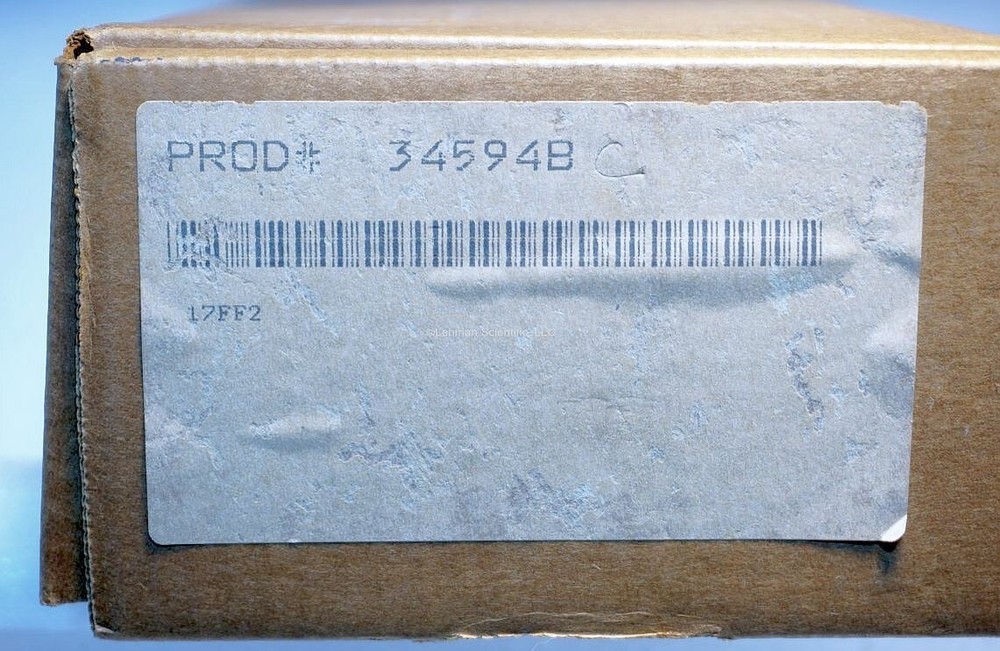 PROD# 34594B C
17FF2
©Lehman Scientific, LLC